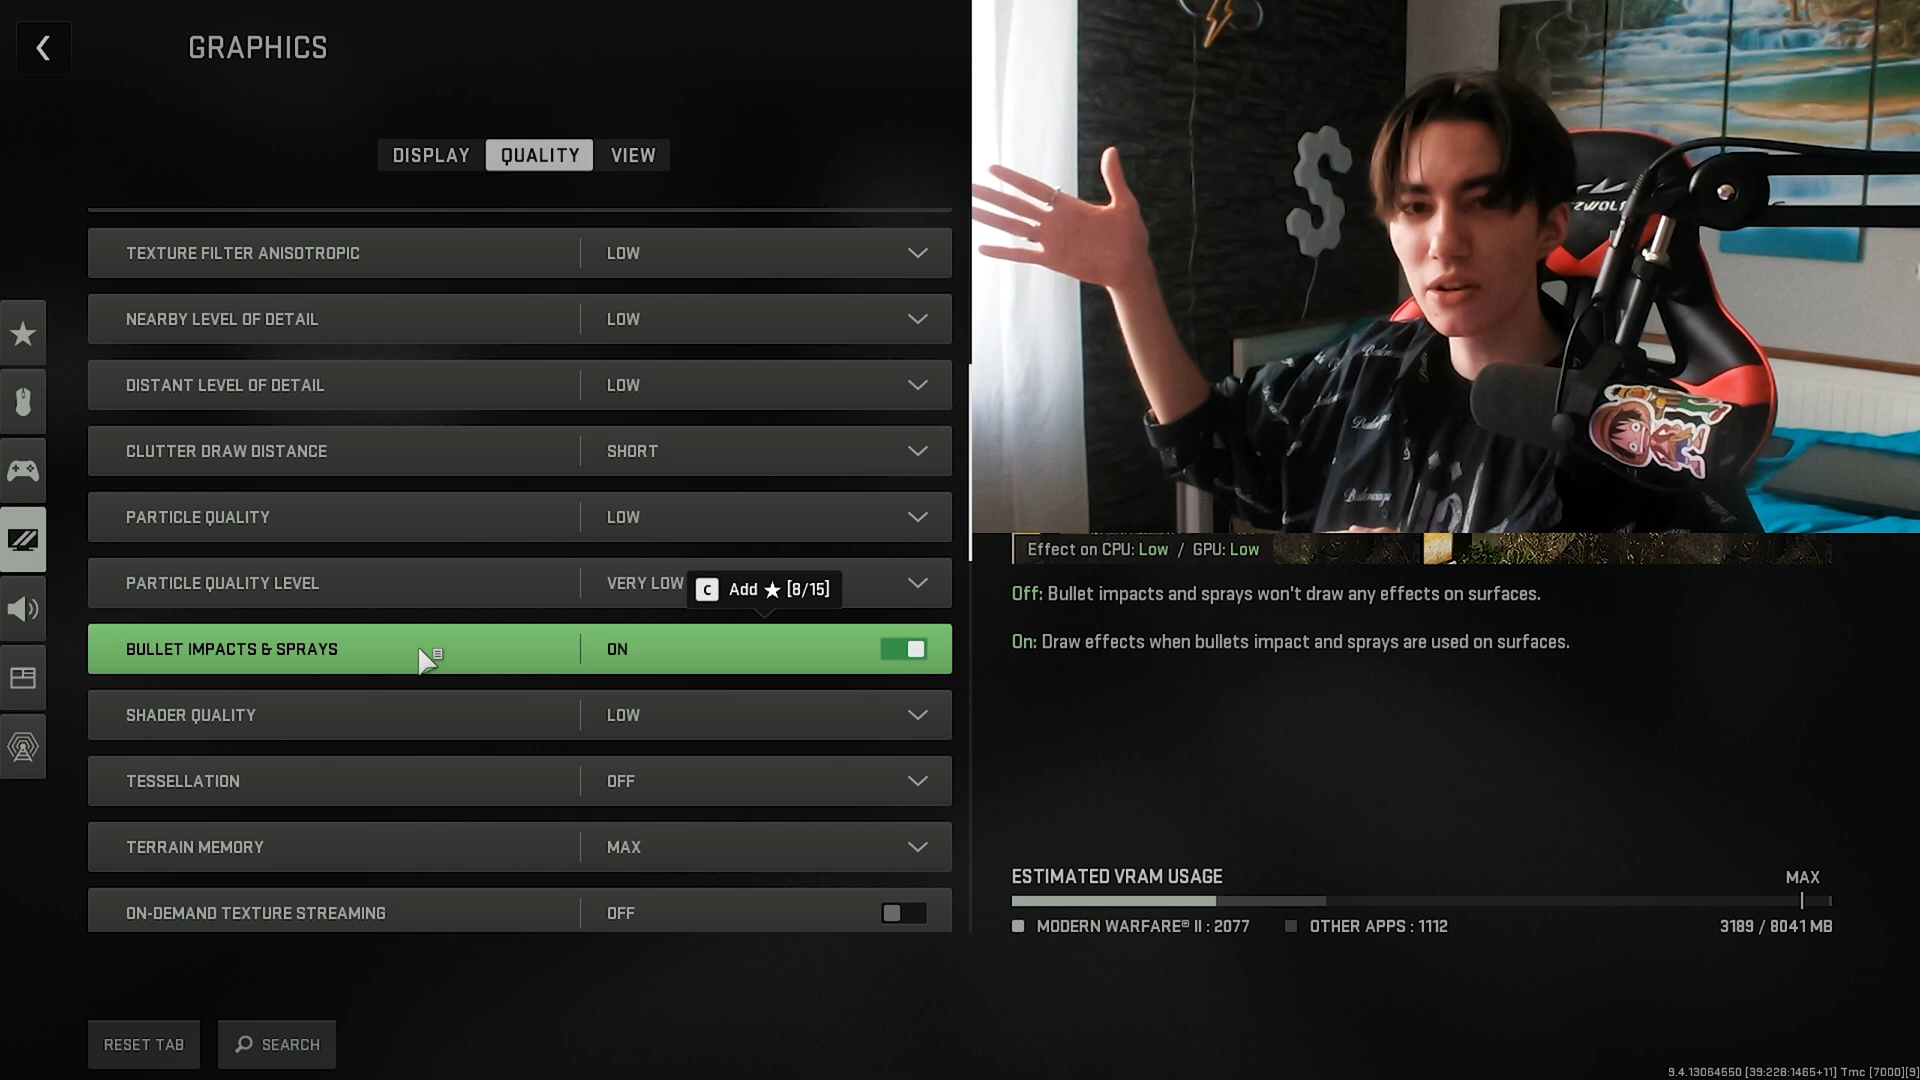 GRAPHICS
DISPLAY QUALITY VIEW
TEXTURE FILTER ANISOTROPIC LOW
NEARBY LEVEL OF DETAIL LOW
DISTANT LEVEL OF DETAIL LOW
CLUTTER DRAW DISTANCE SHORT
PARTICLE QUALITY LOW
PARTICLE QUALITY LEVEL VERY LOW
C Add ★ [8/15]
BULLET IMPACTS & SPRAYS ON
SHADER QUALITY LOW
TESSELLATION OFF
TERRAIN MEMORY MAX
ON-DEMAND TEXTURE STREAMING OFF
RESET TAB
SEARCH
Effect on CPU: Low / GPU: Low
Off: Bullet impacts and sprays won't draw any effects on surfaces.
On: Draw effects when bullets impact and sprays are used on surfaces.
ESTIMATED VRAM USAGE MAX
MODERN WARFARE® II : 2077 OTHER APPS : 1112 3189 / 8041 MB
9.4.13064550 [39:228:1465+11] Tmc [7000][9]